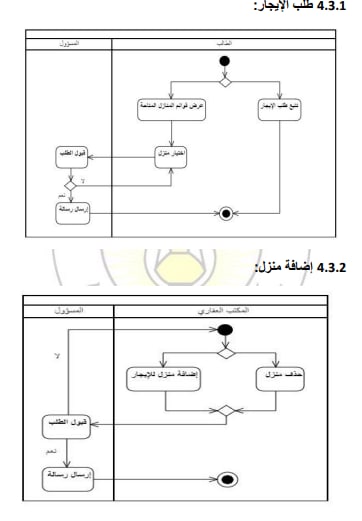 4.3.1 طلب الإيجار:
الطالب
المسؤول
عرض قوائم المنازل المتاحة
تتبع طلب الإيجار
اختيار منزل
قبول الطلب
لا
نعم
إرسال رسالة
4.3.2 إضافة منزل:
المكتب العقاري
المسؤول
لا
إضافة منزل للإيجار
حذف منزل
قبول الطلب
نعم
إرسال رسالة